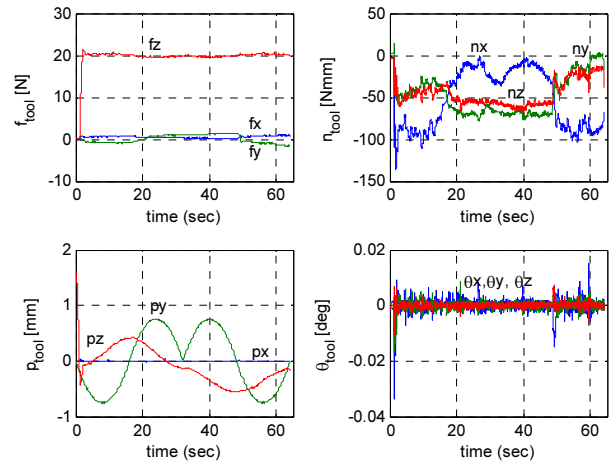 30
20
10
0
-10
0
20
40
60
f_tool [N]
time (sec)
fz
fx
fy
50
0
-50
-100
-150
0
20
40
60
n_tool [Nmm]
time (sec)
nx
ny
nz
2
1
0
-1
0
20
40
60
p_tool [mm]
time (sec)
py
pz
px
0.02
0
-0.02
-0.04
0
20
40
60
θ_tool [deg]
time (sec)
θx,θy, θz